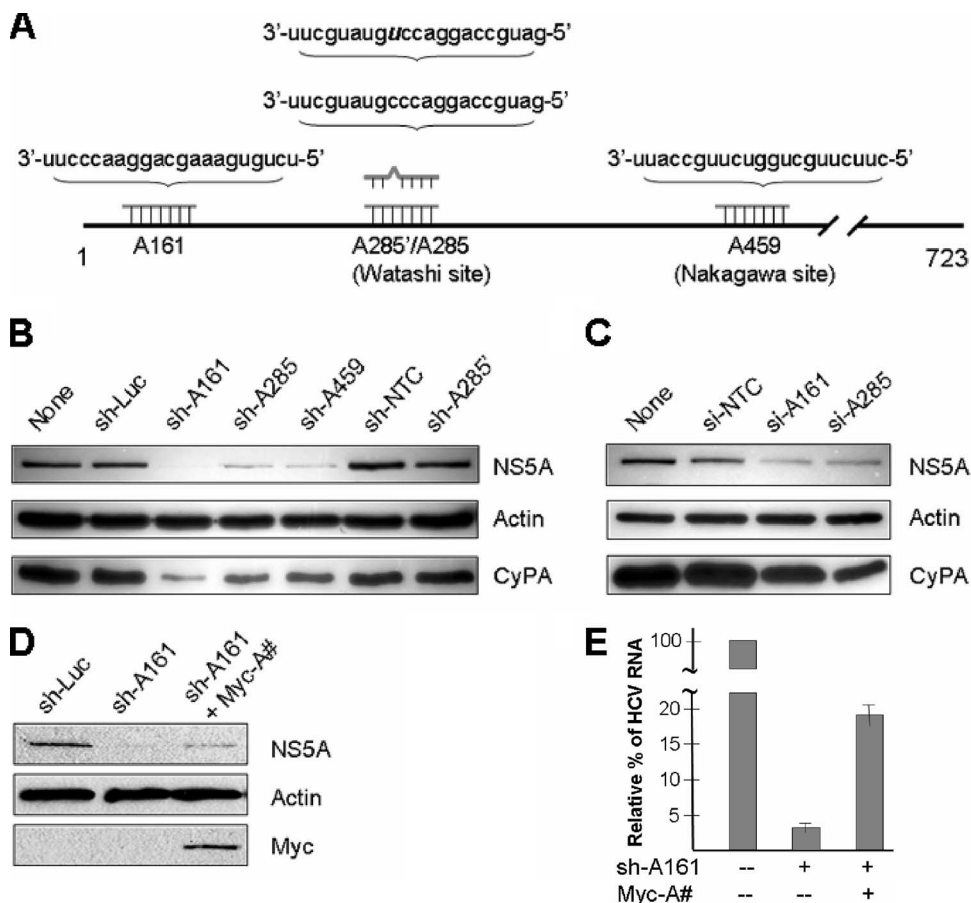 A
3'-uucguauguccaggaccguag-5'
3'-uucguaugcccaggaccguag-5'
3'-uucccaaggacgaaagugucu-5'
3'-uuaccguucuggucguucuuc-5'
A161
A285'/A285
A459
1
(Watashi site)
(Nakagawa site)
723
B
None
sh-Luc
sh-A161
sh-A285
sh-A459
sh-NTC
sh-A285'
NS5A
Actin
CyPA
C
None
si-NTC
si-A161
si-A285
NS5A
Actin
CyPA
D
sh-Luc
sh-A161
sh-A161
+ Myc-A#
NS5A
Actin
Myc
E
Relative % of HCV RNA
100
~ ~
20
15
10
5
sh-A161 -- + +
Myc-A# -- -- +